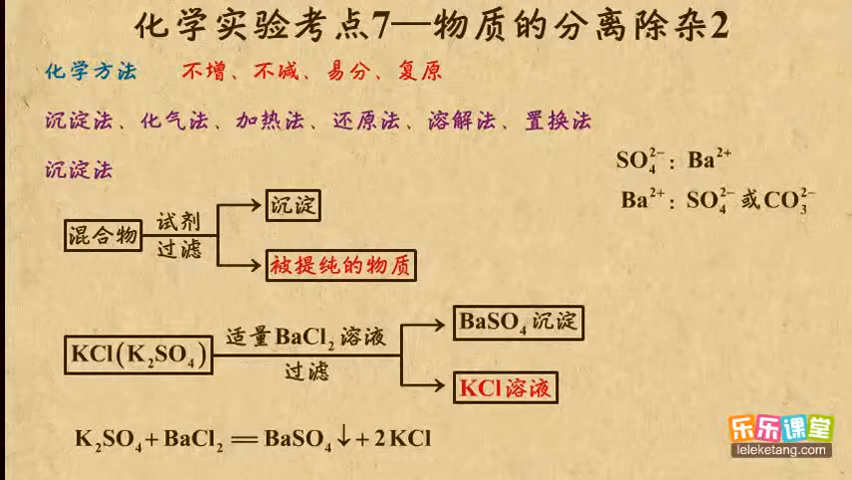 化学实验考点7—物质的分离除杂2
化学方法 不增、不减、易分、复原
沉淀法、化气法、加热法、还原法、溶解法、置换法
沉淀法
SO₄²⁻：Ba²⁺
Ba²⁺：SO₄²⁻或CO₃²⁻
混合物 试剂 过滤 沉淀
被提纯的物质
KCl(K₂SO₄) 适量BaCl₂溶液 过滤 BaSO₄沉淀
KCl溶液
K₂SO₄+BaCl₂═BaSO₄↓+2KCl
乐乐课堂
leleketang.com